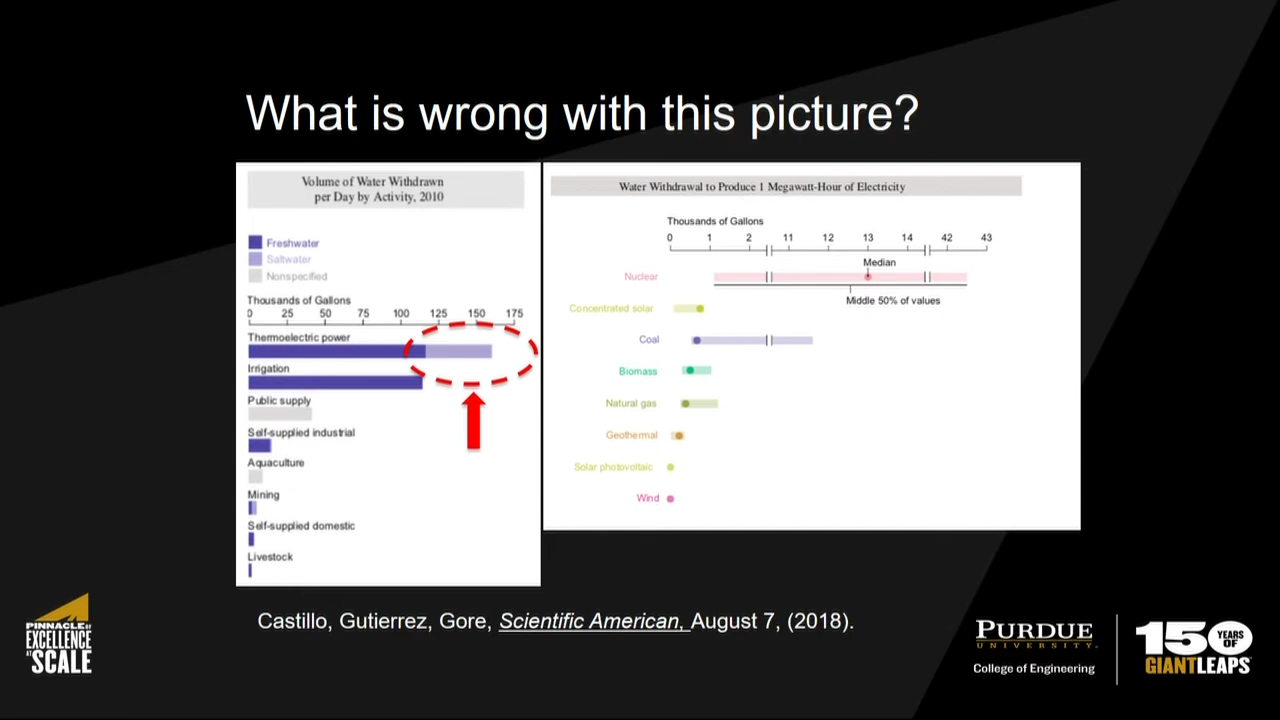 What is wrong with this picture?
Volume of Water Withdrawn
per Day by Activity, 2010
Freshwater
Saltwater
Nonspecified
Thousands of Gallons
0 25 50 75 100 125 150 175
Thermoelectric power
Irrigation
Public supply
Self-supplied industrial
Aquaculture
Mining
Self-supplied domestic
Livestock
Water Withdrawal to Produce 1 Megawatt-Hour of Electricity
Thousands of Gallons
0 1 2 11 12 13 14 42 43
Median
Nuclear
Middle 50% of values
Concentrated solar
Coal
Biomass
Natural gas
Geothermal
Solar photovoltaic
Wind
Castillo, Gutierrez, Gore, Scientific American, August 7, (2018).
PINNACLE OF
EXCELLENCE
AT SCALE
PURDUE
UNIVERSITY
College of Engineering
150 YEARS OF
GIANT LEAPS